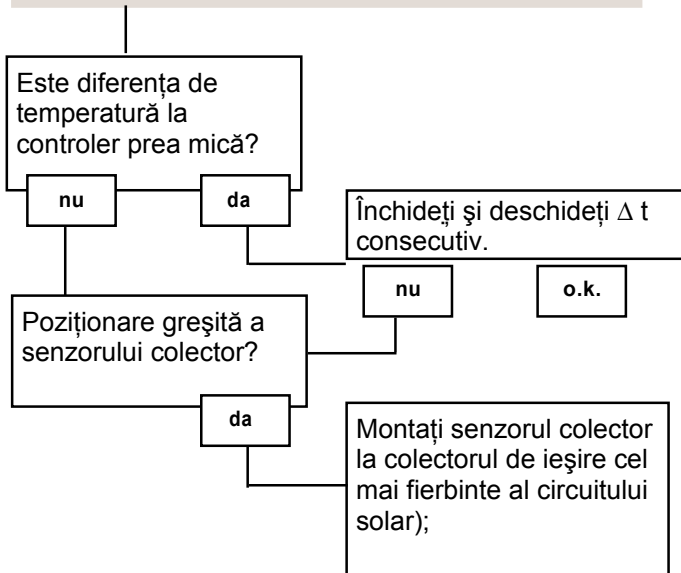 Este diferența de
temperatură la
controler prea mică?
nu
da
Închideți și deschideți ∆ t
consecutiv.
nu
o.k.
Poziționare greşită a
senzorului colector?
da
Montați senzorul colector
la colectorul de ieşire cel
mai fierbinte al circuitului
solar);